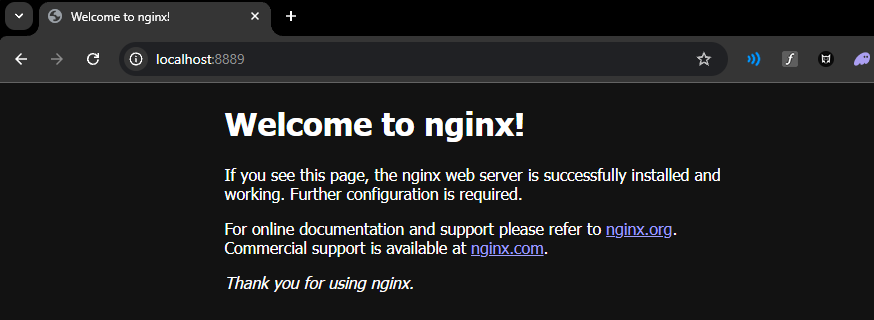 Welcome to nginx!
localhost:8889
Welcome to nginx!
If you see this page, the nginx web server is successfully installed and
working. Further configuration is required.
For online documentation and support please refer to nginx.org.
Commercial support is available at nginx.com.
Thank you for using nginx.